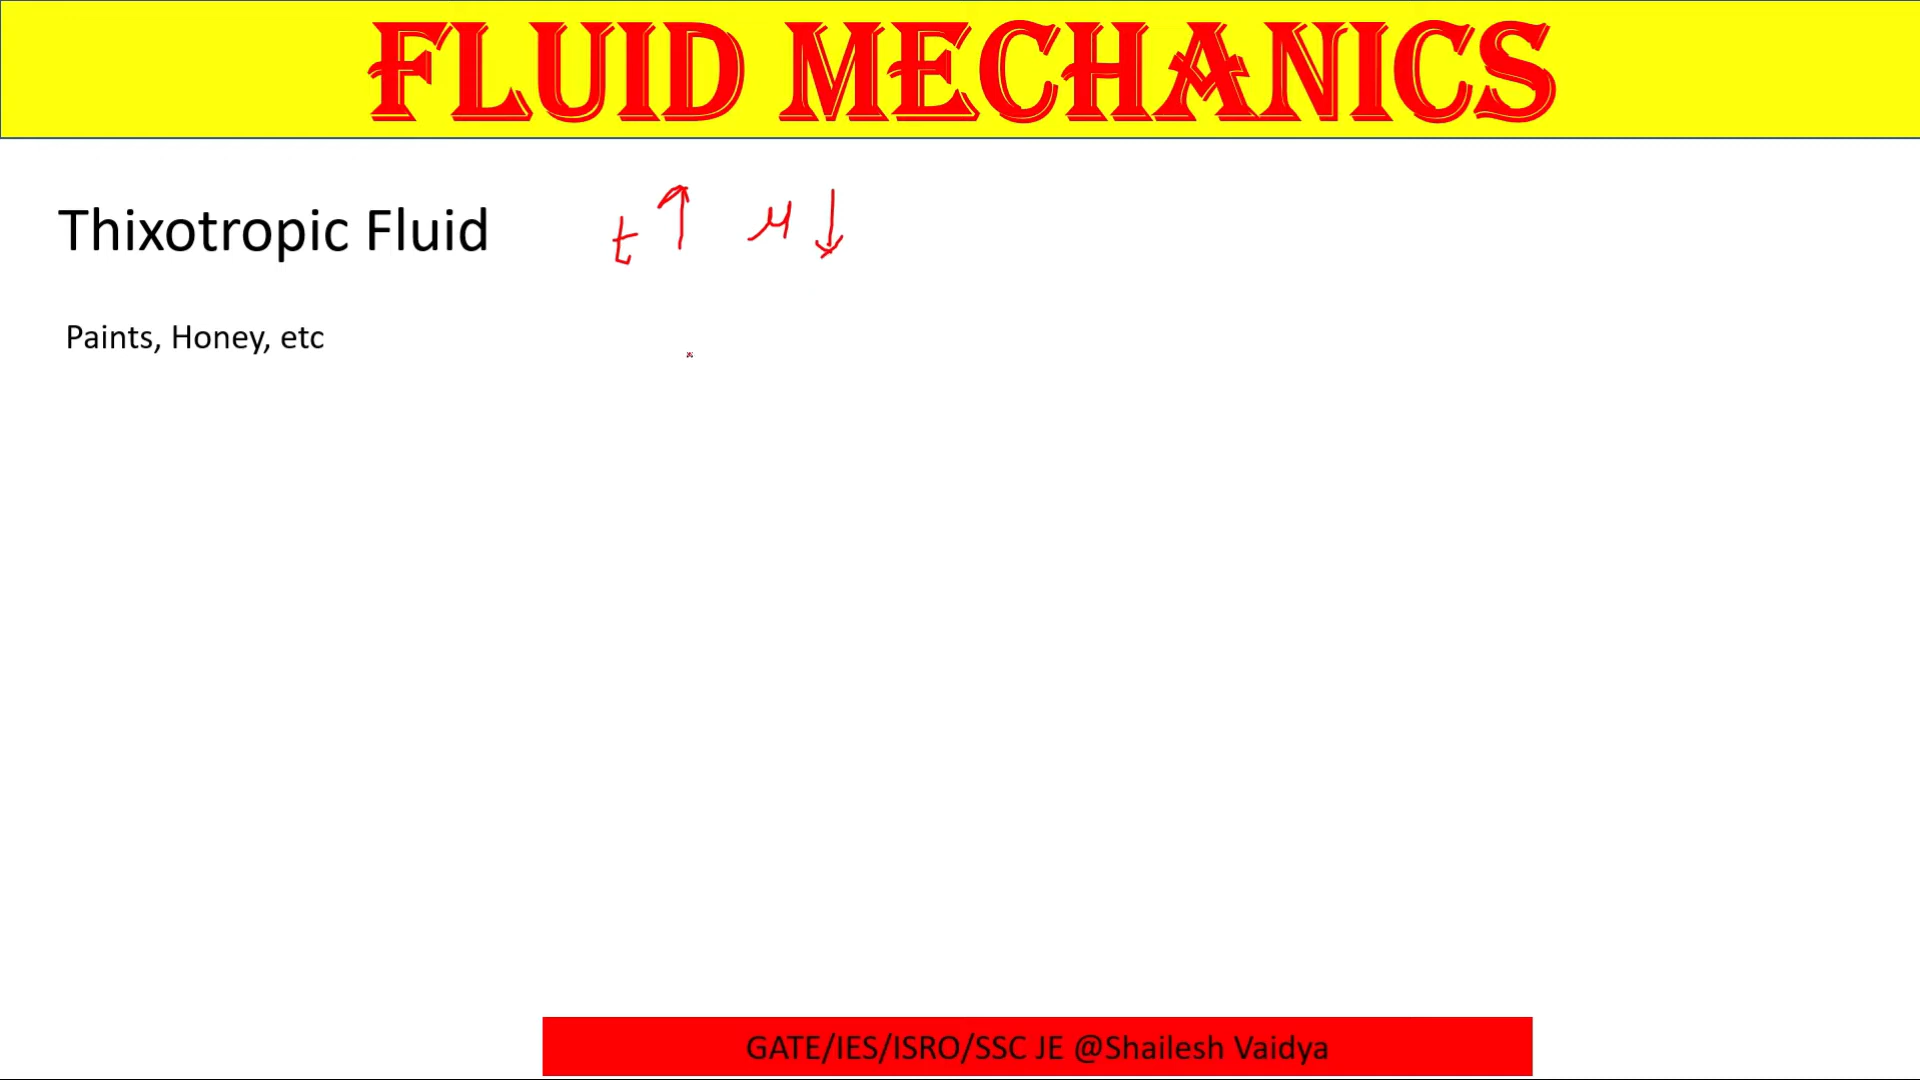 FLUID MECHANICS
Thixotropic Fluid t ↑ μ ↓
Paints, Honey, etc
GATE/IES/ISRO/SSC JE @Shailesh Vaidya